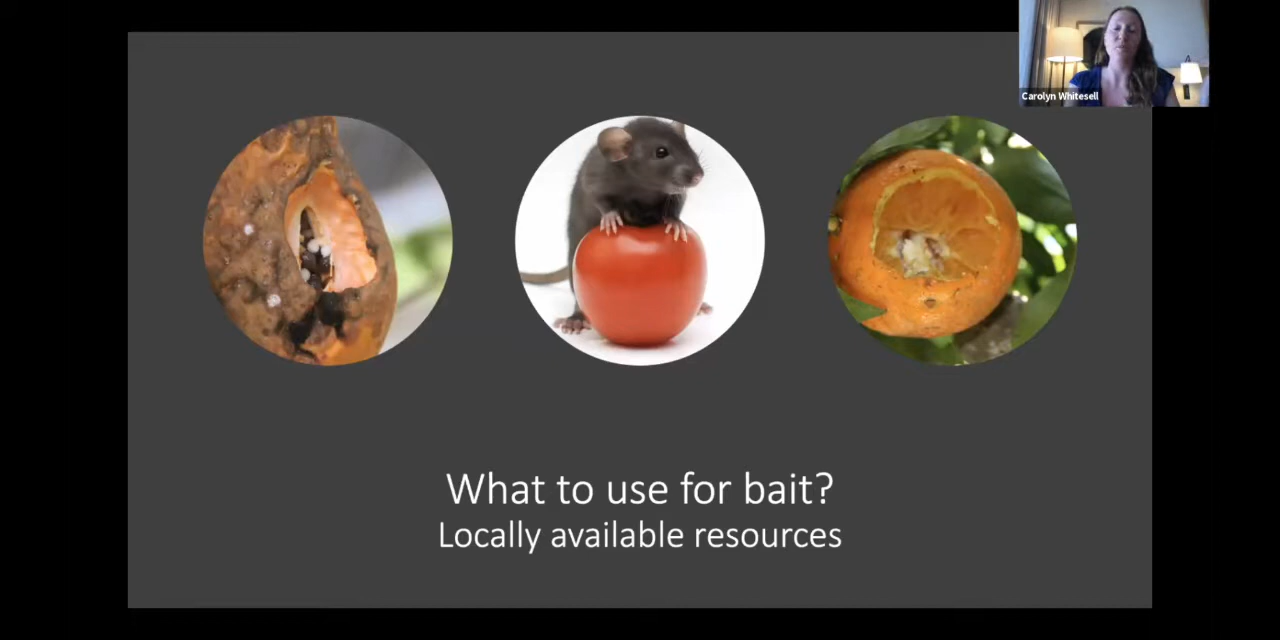 Carolyn Whitesell
What to use for bait?
Locally available resources